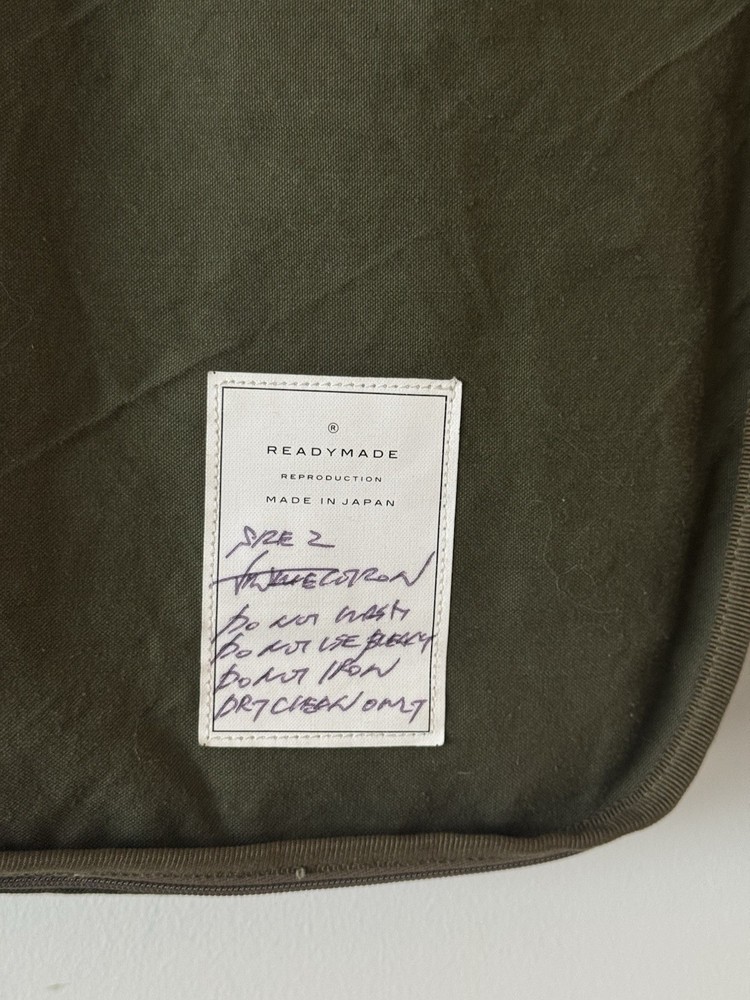 ®
READYMADE
REPRODUCTION
MADE IN JAPAN
SIZE 2
COTTON
DO NOT WASH
DO NOT USE BLEACH
DO NOT IRON
DRY CLEAN ONLY